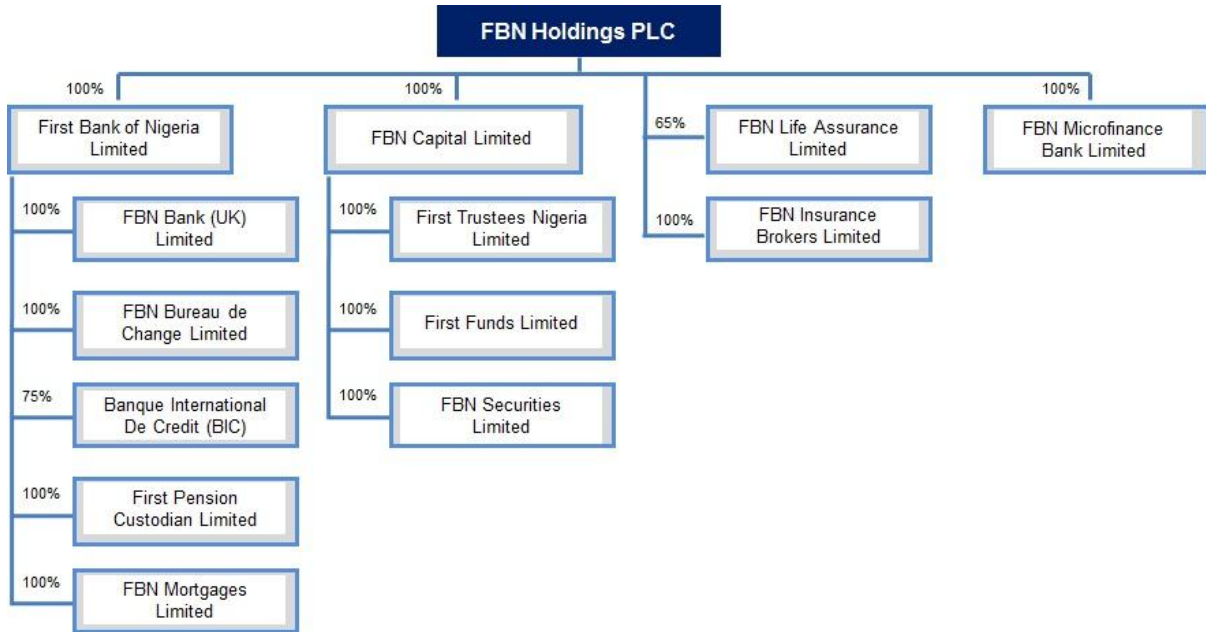 FBN Holdings PLC
100%
100%
100%
First Bank of Nigeria
Limited
FBN Capital Limited
65%
FBN Life Assurance
Limited
FBN Microfinance
Bank Limited
100%
FBN Bank (UK)
Limited
100%
First Trustees Nigeria
Limited
100%
FBN Insurance
Brokers Limited
100%
FBN Bureau de
Change Limited
100%
First Funds Limited
75%
Banque International
De Credit (BIC)
100%
FBN Securities
Limited
100%
First Pension
Custodian Limited
100%
FBN Mortgages
Limited